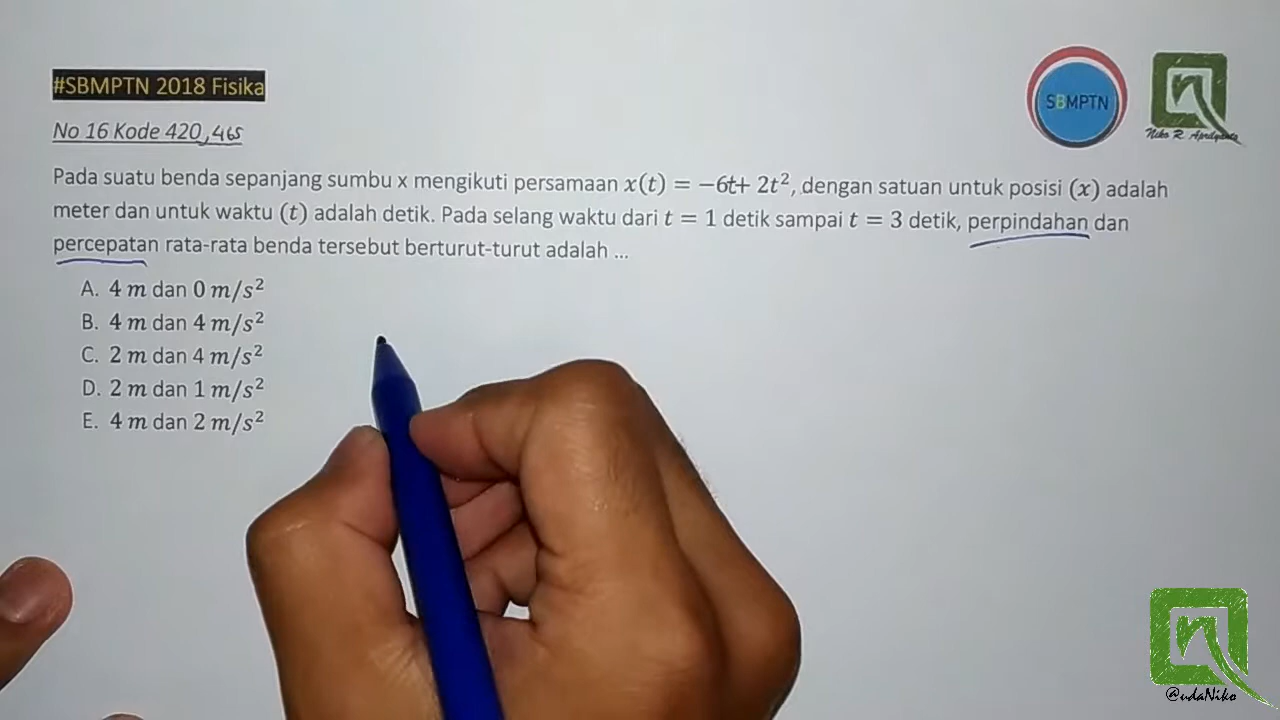 #SBMPTN 2018 Fisika
SBMPTN
Niko R. Aprilyanto
No 16 Kode 420,465
Pada suatu benda sepanjang sumbu x mengikuti persamaan x(t) = −6t + 2t², dengan satuan untuk posisi (x) adalah
meter dan untuk waktu (t) adalah detik. Pada selang waktu dari t = 1 detik sampai t = 3 detik, perpindahan dan
percepatan rata-rata benda tersebut berturut-turut adalah ...
A. 4 m dan 0 m/s²
B. 4 m dan 4 m/s²
C. 2 m dan 4 m/s²
D. 2 m dan 1 m/s²
E. 4 m dan 2 m/s²
@udaNiko